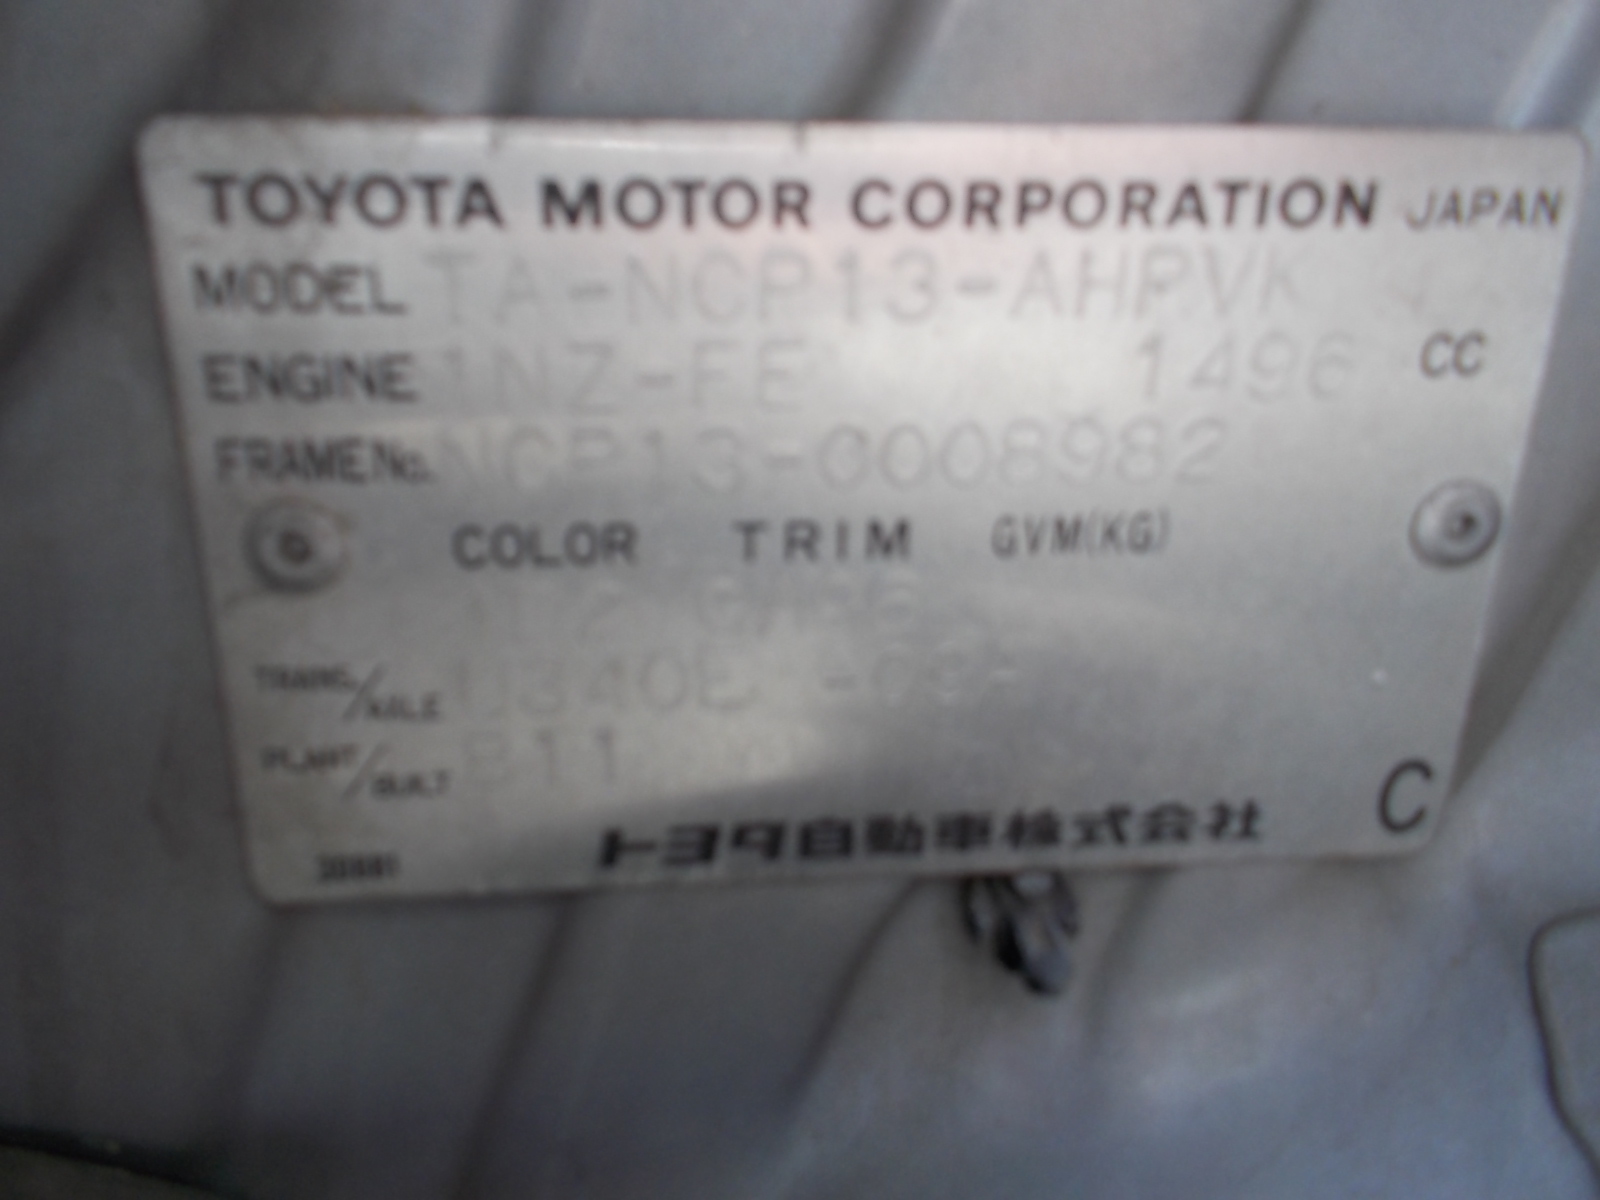 TOYOTA MOTOR CORPORATION JAPAN
MODEL TA-NCP13-AHPVK
ENGINE 1NZ-FE 1496 CC
FRAME No. NCP13-0008982
COLOR TRIM GVM(KG)
TRANS./AXLE U340E
PLANT/BUILT
トヨタ自動車株式会社 C